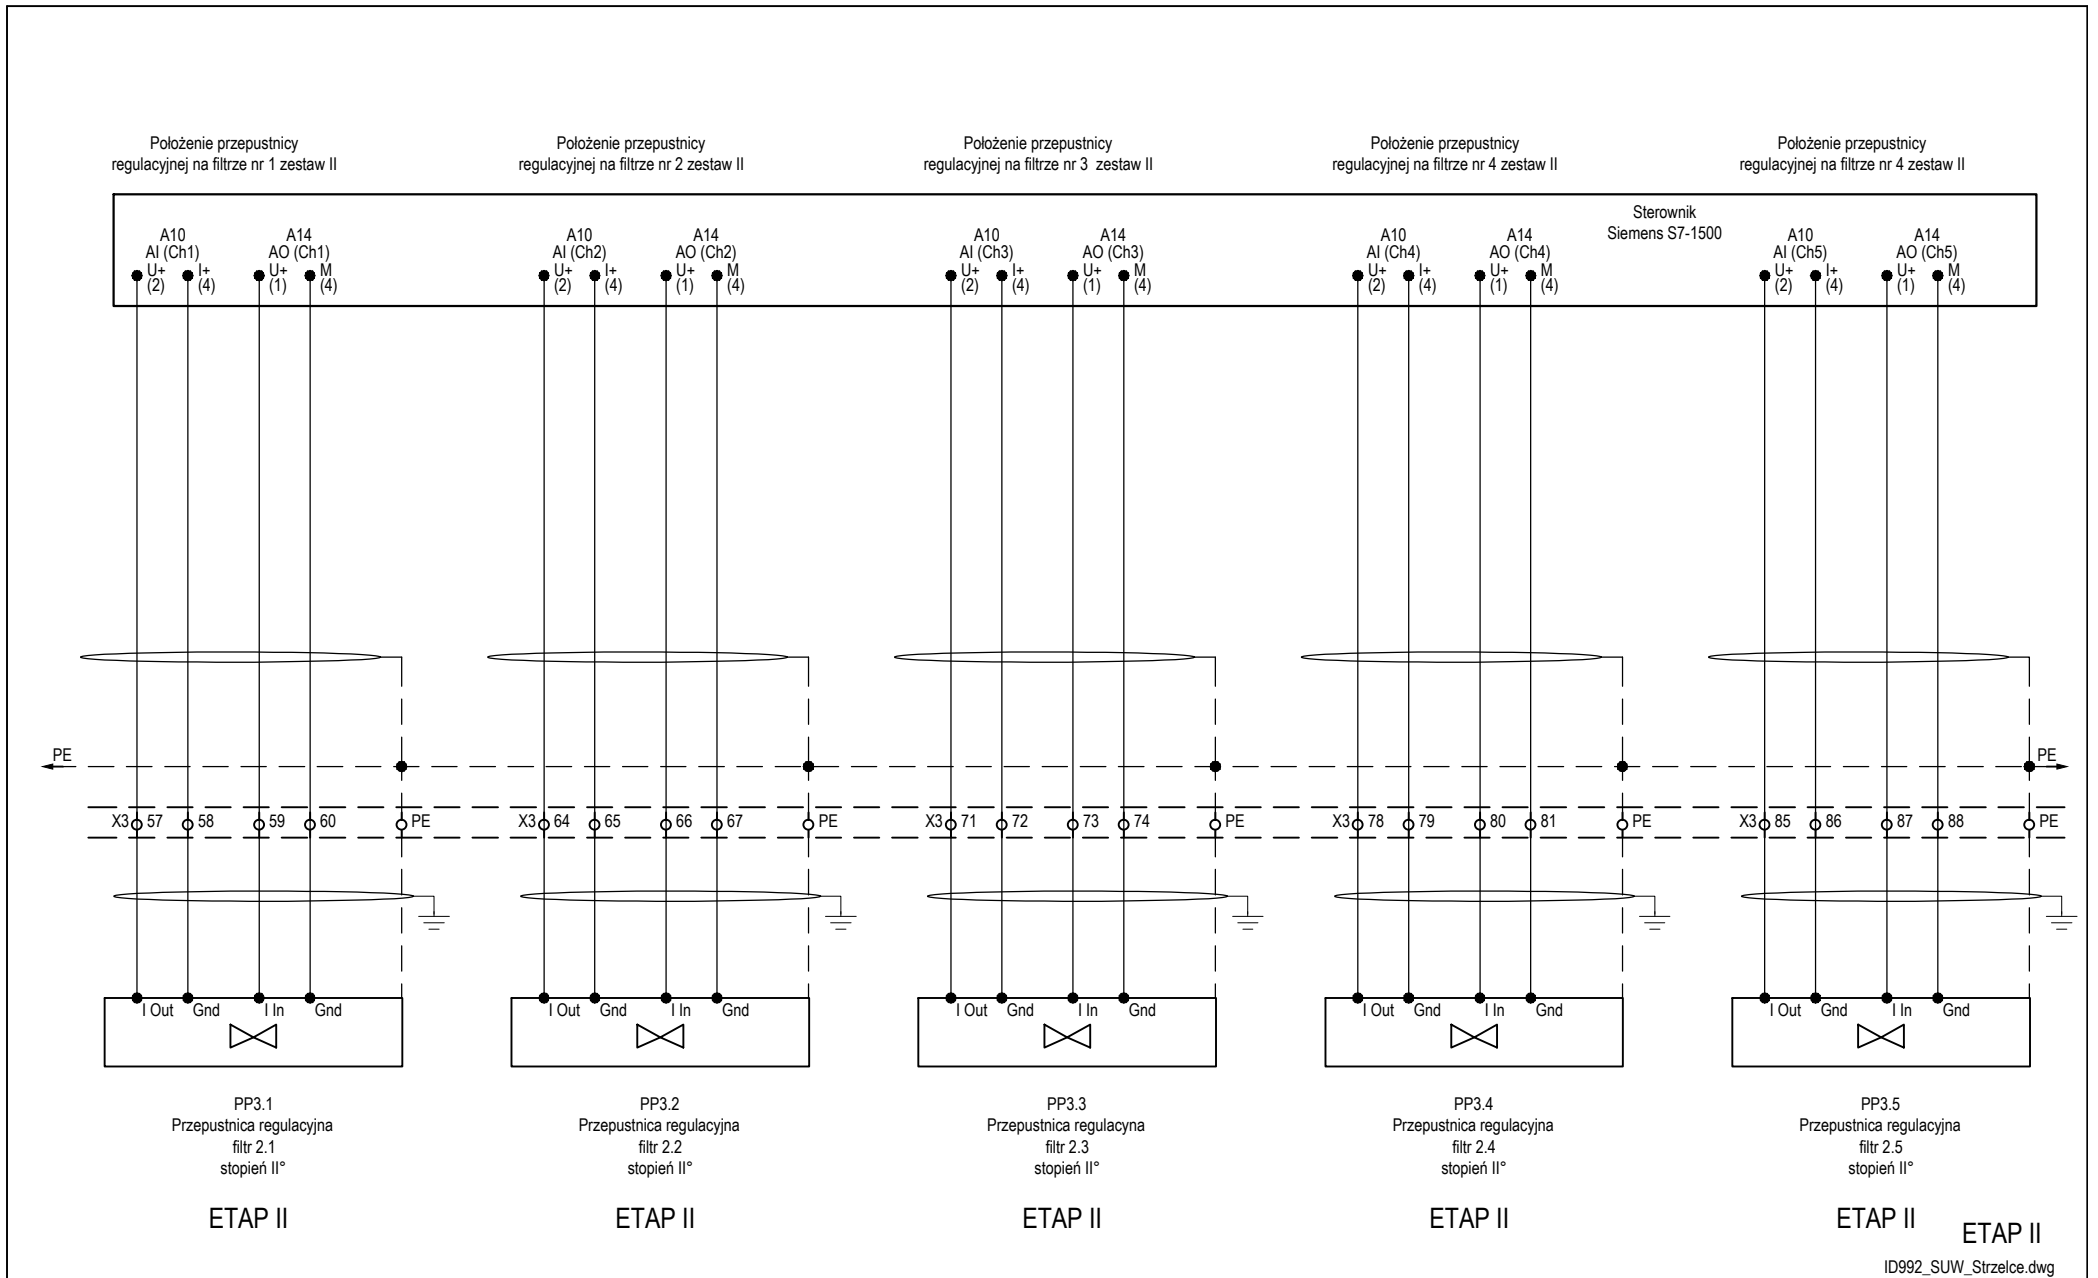 Położenie przepustnicy
regulacyjnej na filtrze nr 1 zestaw II
Położenie przepustnicy
regulacyjnej na filtrze nr 2 zestaw II
Położenie przepustnicy
regulacyjnej na filtrze nr 3 zestaw II
Położenie przepustnicy
regulacyjnej na filtrze nr 4 zestaw II
Położenie przepustnicy
regulacyjnej na filtrze nr 4 zestaw II
Sterownik
Siemens S7-1500
A10
AI (Ch1)
U+ I+
(2) (4)
A14
AO (Ch1)
U+ M
(1) (4)
A10
AI (Ch2)
U+ I+
(2) (4)
A14
AO (Ch2)
U+ M
(1) (4)
A10
AI (Ch3)
U+ I+
(2) (4)
A14
AO (Ch3)
U+ M
(1) (4)
A10
AI (Ch4)
U+ I+
(2) (4)
A14
AO (Ch4)
U+ M
(1) (4)
A10
AI (Ch5)
U+ I+
(2) (4)
A14
AO (Ch5)
U+ M
(1) (4)
PE PE
X3 57 58 59 60 PE X3 64 65 66 67 PE X3 71 72 73 74 PE X3 78 79 80 81 PE X3 85 86 87 88 PE
I Out Gnd I In Gnd I Out Gnd I In Gnd I Out Gnd I In Gnd I Out Gnd I In Gnd I Out Gnd I In Gnd
PP3.1
Przepustnica regulacyjna
filtr 2.1
stopień II°
ETAP II
PP3.2
Przepustnica regulacyjna
filtr 2.2
stopień II°
ETAP II
PP3.3
Przepustnica regulacyna
filtr 2.3
stopień II°
ETAP II
PP3.4
Przepustnica regulacyjna
filtr 2.4
stopień II°
ETAP II
PP3.5
Przepustnica regulacyjna
filtr 2.5
stopień II°
ETAP II
ETAP II
ID992_SUW_Strzelce.dwg